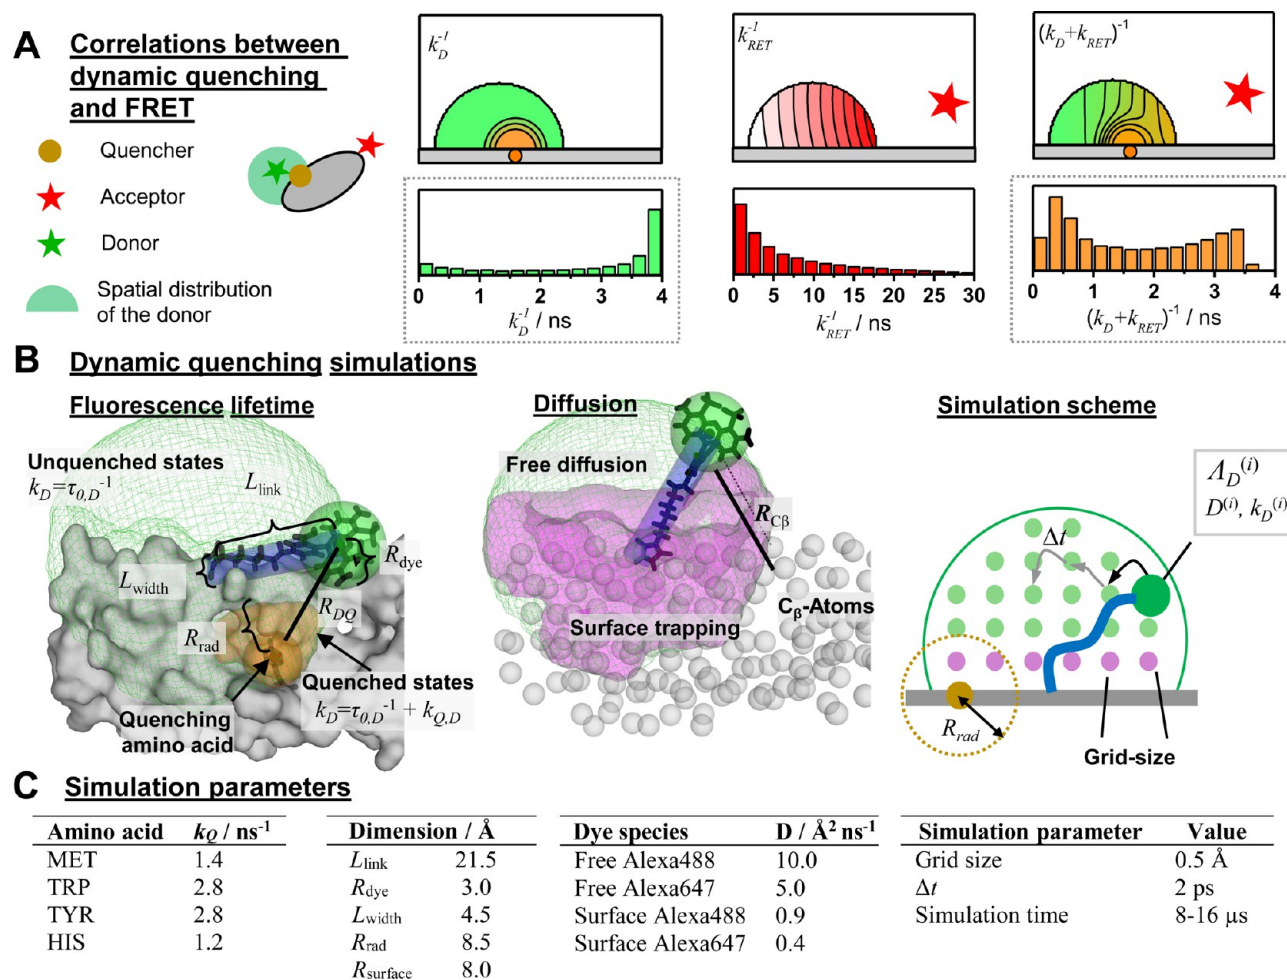 A Correlations between
dynamic quenching
and FRET
Quencher
Acceptor
Donor
Spatial distribution
of the donor
k_D^-1
k_RET^-1
(k_D+k_RET)^-1
0 1 2 3 4
k_D^-1 / ns
0 5 10 15 20 25 30
k_RET^-1 / ns
0 1 2 3 4
(k_D+k_RET)^-1 / ns
B Dynamic quenching simulations
Fluorescence lifetime
Unquenched states
k_D=τ_0,D^-1
L_link
L_width
R_dye
R_DQ
R_rad
Quenching
amino acid
Quenched states
k_D=τ_0,D^-1 + k_Q,D
Diffusion
Free diffusion
R_Cβ
Surface trapping
C_β-Atoms
Simulation scheme
Λ_D^(i)
D^(i), k_D^(i)
Δt
R_rad
Grid-size
C Simulation parameters
Amino acid k_Q / ns^-1
MET 1.4
TRP 2.8
TYR 2.8
HIS 1.2
Dimension / Å
L_link 21.5
R_dye 3.0
L_width 4.5
R_rad 8.5
R_surface 8.0
Dye species D / Å^2 ns^-1
Free Alexa488 10.0
Free Alexa647 5.0
Surface Alexa488 0.9
Surface Alexa647 0.4
Simulation parameter Value
Grid size 0.5 Å
Δt 2 ps
Simulation time 8-16 μs